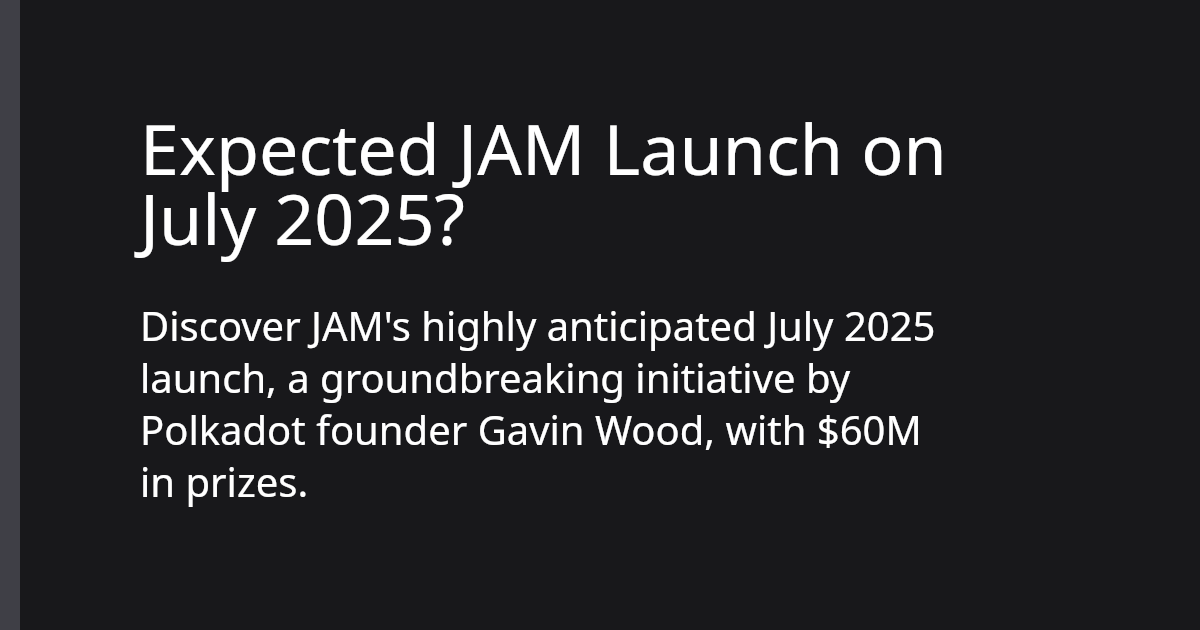 Expected JAM Launch on
July 2025?
Discover JAM's highly anticipated July 2025
launch, a groundbreaking initiative by
Polkadot founder Gavin Wood, with $60M
in prizes.